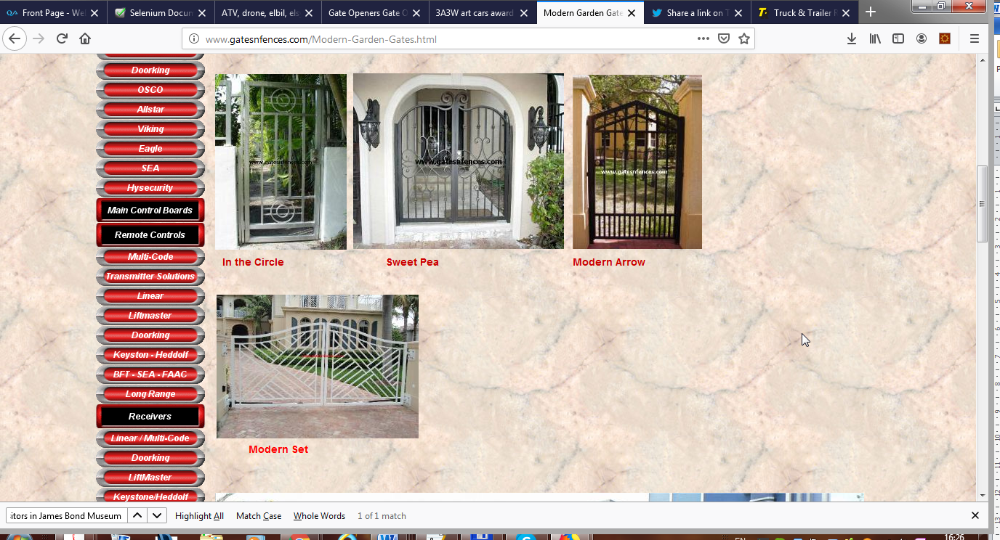 Front Page - Wel
Selenium Docun
ATV, drone, elbil, els
Gate Openers Gate O
3A3W art cars award
Modern Garden Gate
Share a link on T
Truck & Trailer P
www.gatesnfences.com/Modern-Garden-Gates.html
Doorking
OSCO
Allstar
Viking
Eagle
SEA
Hysecurity
Main Control Boards
Remote Controls
Multi-Code
Transmitter Solutions
Linear
Liftmaster
Doorking
Keyston - Heddolf
BFT - SEA - FAAC
Long Range
Receivers
Linear / Multi-Code
Doorking
LiftMaster
Keystone/Heddolf
www.gatesnfences.com
www.gatesnfences.com
www.gatesnfences.com
In the Circle
Sweet Pea
Modern Arrow
Modern Set
itors in James Bond Museum
Highlight All
Match Case
Whole Words
1 of 1 match
16:26